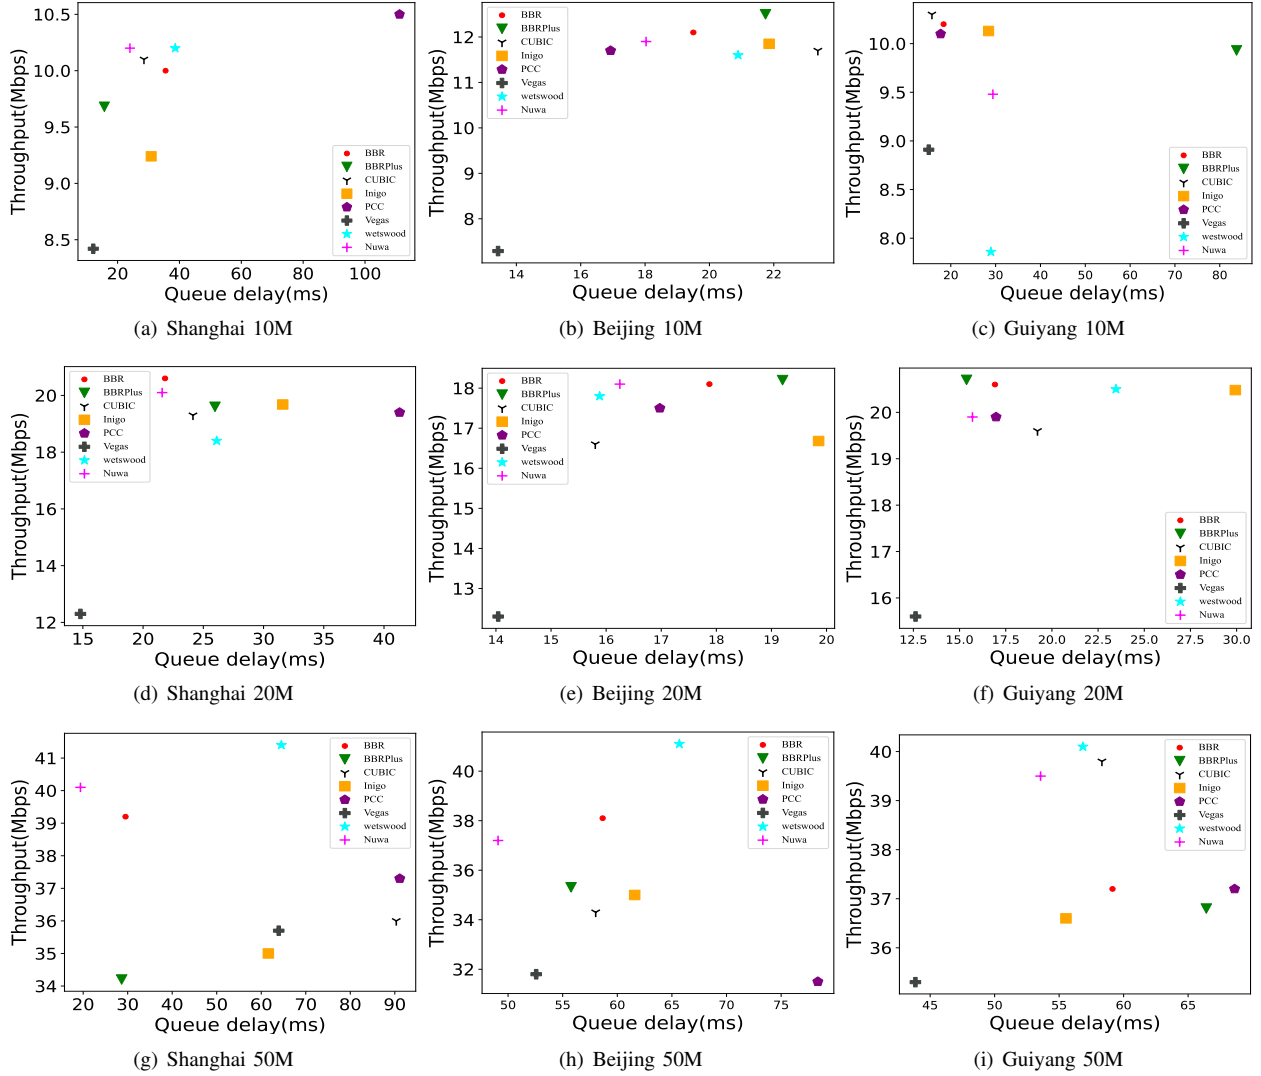 10.5
10.0
9.5
9.0
8.5
Throughput(Mbps)
BBR
BBRPlus
CUBIC
Inigo
PCC
Vegas
wetswood
Nuwa
20 40 60 80 100
Queue delay(ms)
(a) Shanghai 10M
12
11
10
9
8
Throughput(Mbps)
BBR
BBRPlus
CUBIC
Inigo
PCC
Vegas
wetswood
Nuwa
14 16 18 20 22
Queue delay(ms)
(b) Beijing 10M
10.0
9.5
9.0
8.5
8.0
Throughput(Mbps)
BBR
BBRPlus
CUBIC
Inigo
PCC
Vegas
westwood
Nuwa
20 30 40 50 60 70 80
Queue delay(ms)
(c) Guiyang 10M
20
18
16
14
12
Throughput(Mbps)
BBR
BBRPlus
CUBIC
Inigo
PCC
Vegas
wetswood
Nuwa
15 20 25 30 35 40
Queue delay(ms)
(d) Shanghai 20M
18
17
16
15
14
13
Throughput(Mbps)
BBR
BBRPlus
CUBIC
Inigo
PCC
Vegas
wetswood
Nuwa
14 15 16 17 18 19 20
Queue delay(ms)
(e) Beijing 20M
20
19
18
17
16
Throughput(Mbps)
BBR
BBRPlus
CUBIC
Inigo
PCC
Vegas
westwood
Nuwa
12.5 15.0 17.5 20.0 22.5 25.0 27.5 30.0
Queue delay(ms)
(f) Guiyang 20M
41
40
39
38
37
36
35
34
Throughput(Mbps)
BBR
BBRPlus
CUBIC
Inigo
PCC
Vegas
wetswood
Nuwa
20 30 40 50 60 70 80 90
Queue delay(ms)
(g) Shanghai 50M
40
38
36
34
32
Throughput(Mbps)
BBR
BBRPlus
CUBIC
Inigo
PCC
Vegas
wetswood
Nuwa
50 55 60 65 70 75
Queue delay(ms)
(h) Beijing 50M
40
39
38
37
36
Throughput(Mbps)
BBR
BBRPlus
CUBIC
Inigo
PCC
Vegas
westwood
Nuwa
45 50 55 60 65
Queue delay(ms)
(i) Guiyang 50M